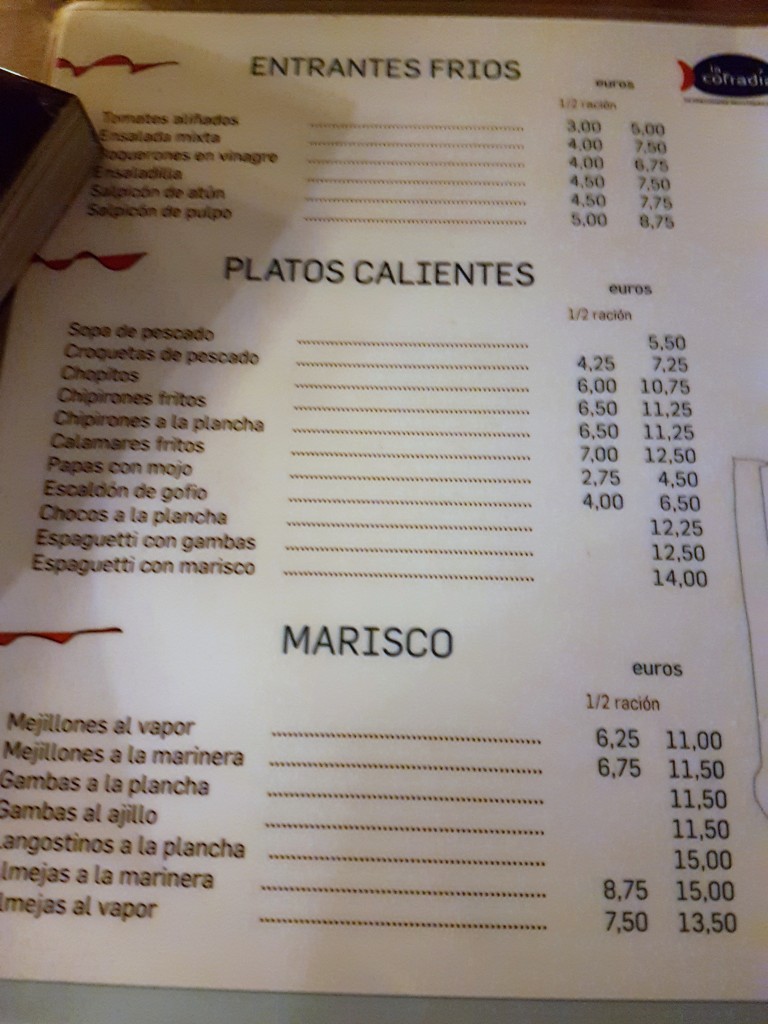 la
cofradía
ENTRANTES FRIOS
euros
1/2 ración
Tomates aliñados 3,00 5,00
Ensalada mixta 4,00 7,50
oquerones en vinagre 4,00 6,75
Ensaladilla 4,50 7,50
Salpicón de atún 4,50 7,75
Salpicón de pulpo 5,00 8,75
PLATOS CALIENTES
euros
1/2 ración
Sopa de pescado 5,50
Croquetas de pescado 4,25 7,25
Chopitos 6,00 10,75
Chipirones fritos 6,50 11,25
Chipirones a la plancha 6,50 11,25
Calamares fritos 7,00 12,50
Papas con mojo 2,75 4,50
Escaldón de gofio 4,00 6,50
Chocos a la plancha 12,25
Espaguetti con gambas 12,50
Espaguetti con marisco 14,00
MARISCO
euros
1/2 ración
Mejillones al vapor 6,25 11,00
Mejillones a la marinera 6,75 11,50
Gambas a la plancha 11,50
Gambas al ajillo 11,50
Langostinos a la plancha 15,00
lmejas a la marinera 8,75 15,00
lmejas al vapor 7,50 13,50